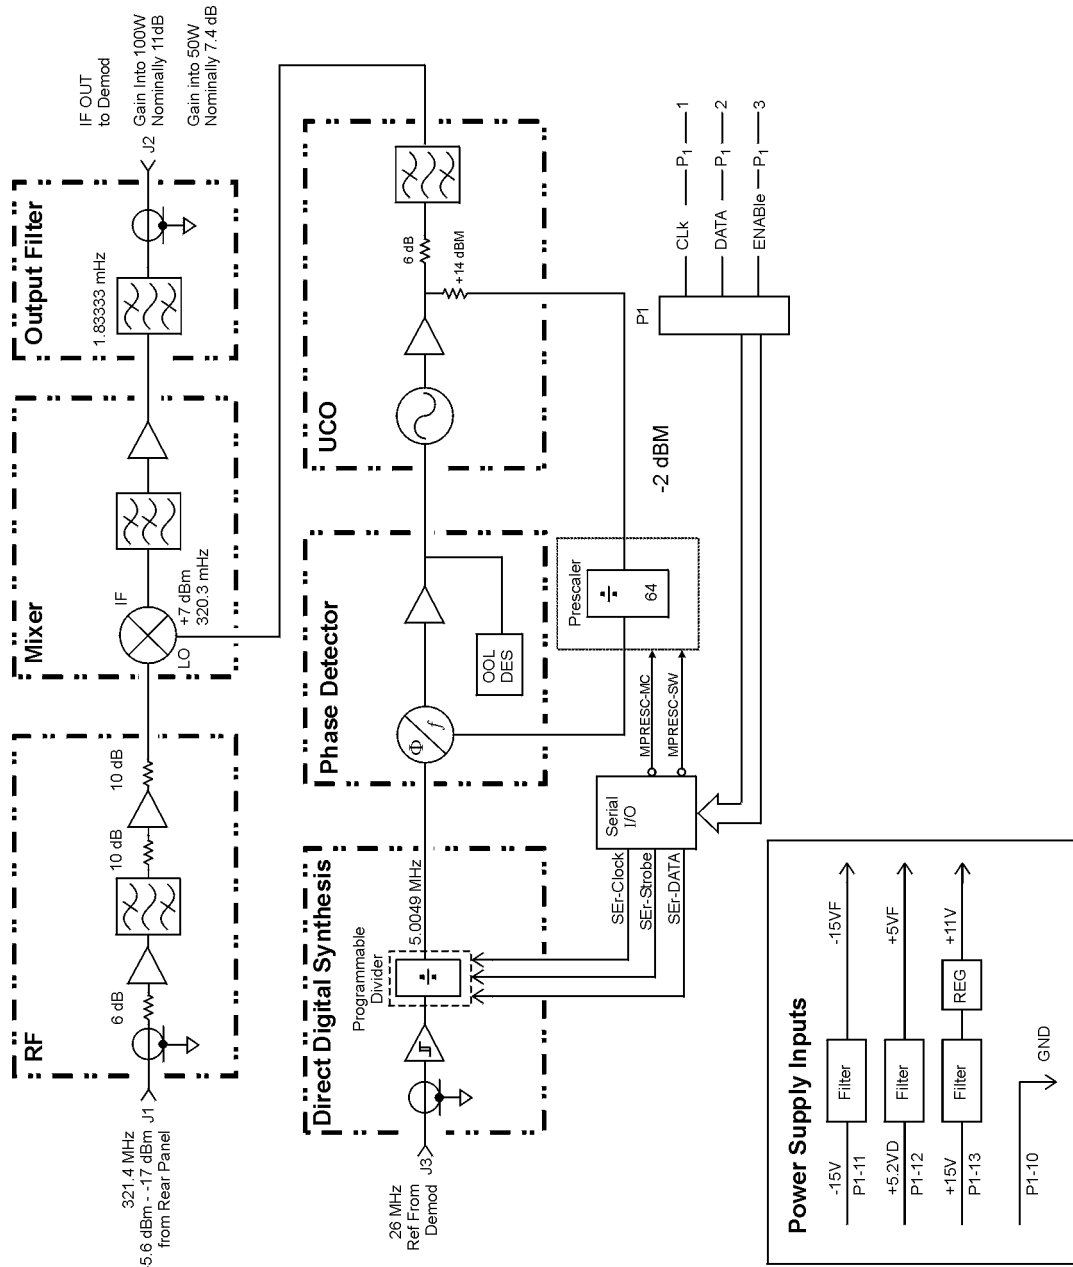 RF
321.4 MHz
-5.6 dBm - -17 dBm
from Rear Panel
J1
6 dB
10 dB
10 dB
Mixer
LO
IF
+7 dBm
320.3 mHz
Output Filter
1.83333 mHz
J2
IF OUT
to Demod
Gain Into 100W
Nominally 11dB
Gain into 50W
Nominally 7.4 dB
Direct Digital Synthesis
26 MHz
Ref From
Demod
J3
Programmable
Divider
5.0049 MHz
Phase Detector
Φ
f
OOL
DES
UCO
6 dB
+14 dBM
-2 dBM
Prescaler
64
MPRESC-MC
MPRESC-SW
Serial
I/O
SEr-Clock
SEr-Strobe
SEr-DATA
P1
CLk P1 1
DATA P1 2
ENABle P1 3
Power Supply Inputs
-15V
P1-11
Filter
-15VF
+5.2VD
P1-12
Filter
+5VF
+15V
P1-13
Filter
REG
+11V
P1-10
GND